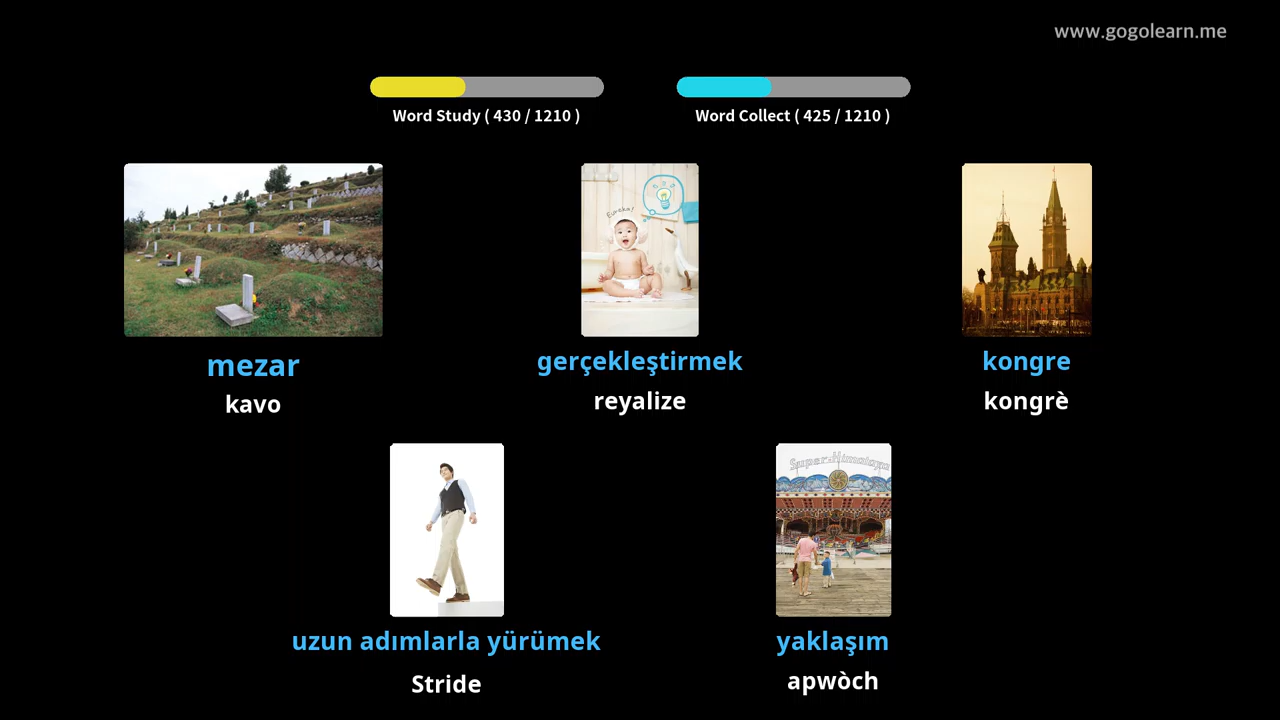 www.gogolearn.me
Word Study ( 430 / 1210 )
Word Collect ( 425 / 1210 )
Eureka!
mezar
kavo
gerçekleştirmek
reyalize
kongre
kongrè
uzun adımlarla yürümek
Stride
yaklaşım
apwòch